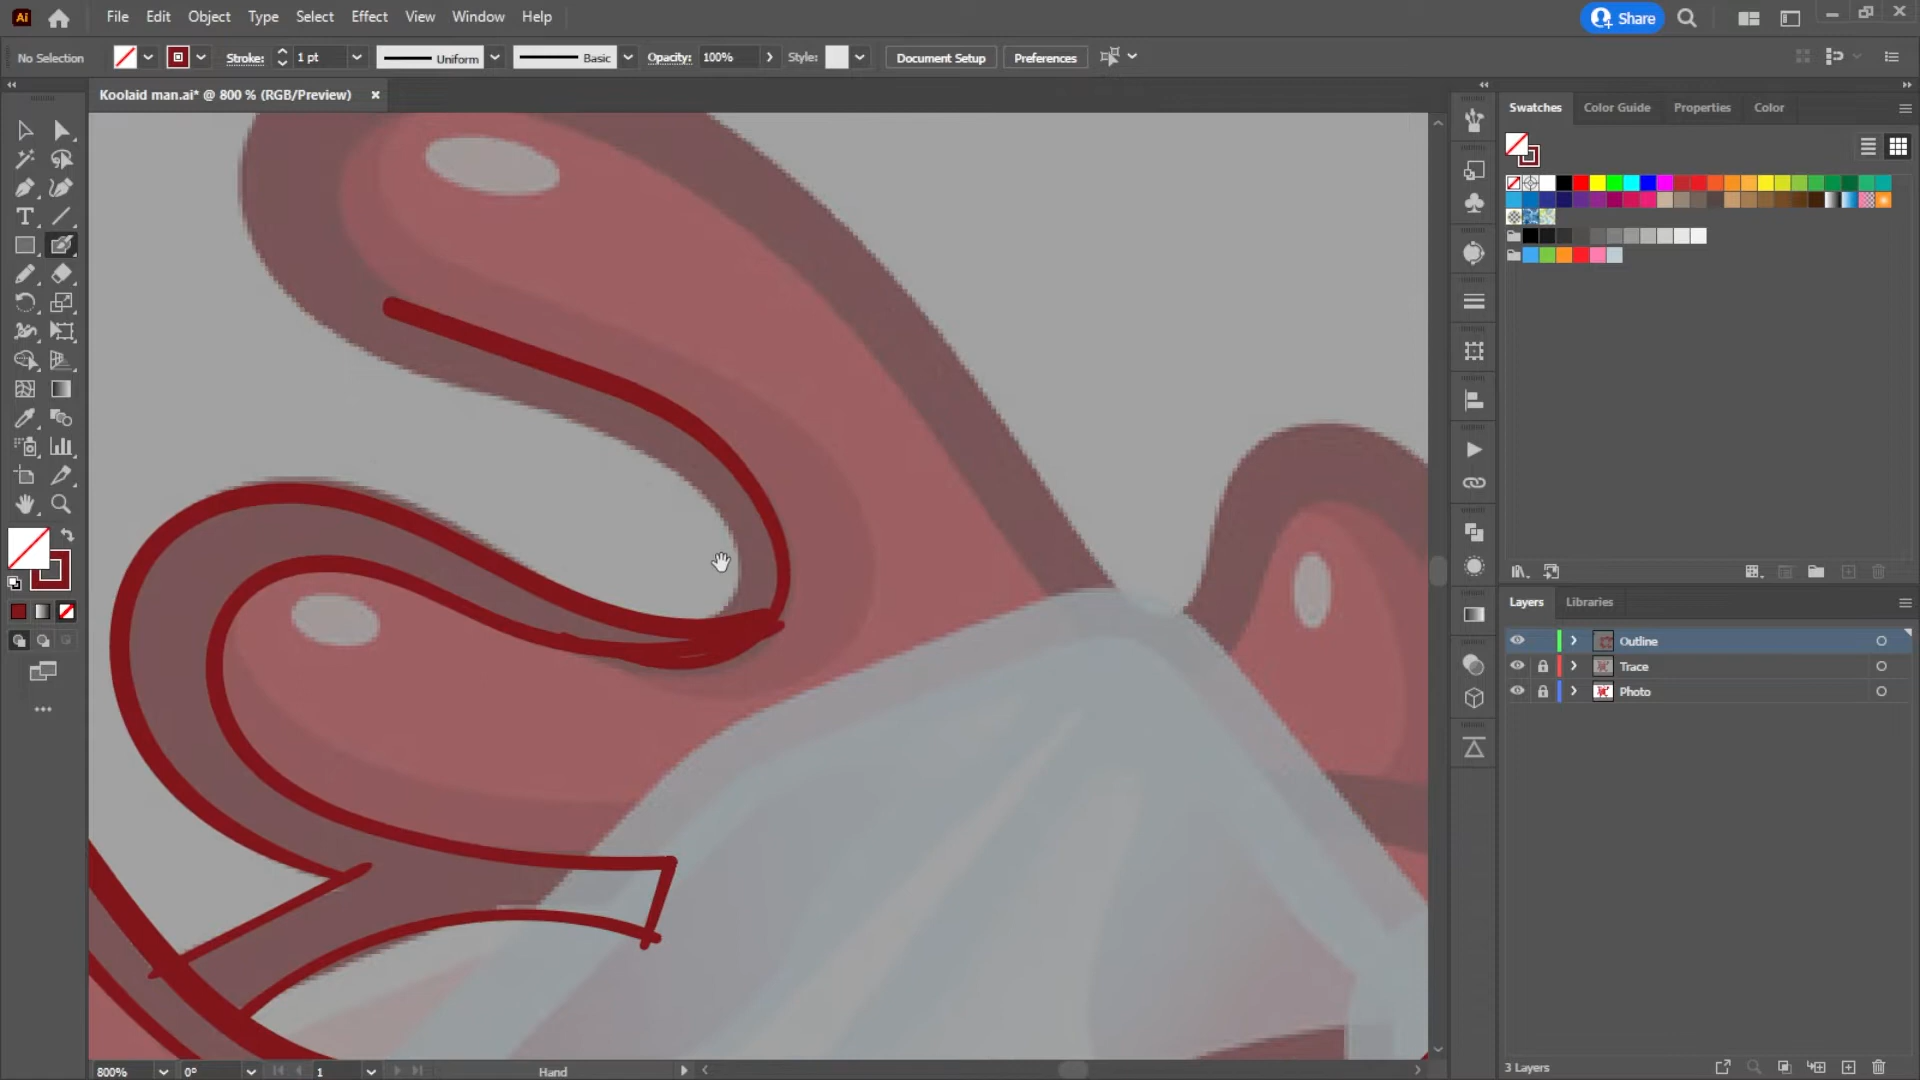 Ai File Edit Object Type Select Effect View Window Help Share
No Selection Stroke: 1 pt Uniform Basic Opacity: 100% Style: Document Setup Preferences
Koolaid man.ai* @ 800 % (RGB/Preview) ×
Swatches Color Guide Properties Color
Layers Libraries
Outline
Trace
Photo
3 Layers
800% 0° 1 Hand